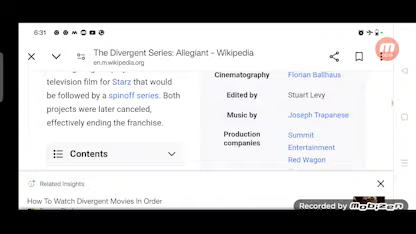 6:31
The Divergent Series: Allegiant - Wikipedia
en.m.wikipedia.org
television film for Starz that would
be followed by a spinoff series. Both
projects were later canceled,
effectively ending the franchise.
Contents
Cinematography Florian Ballhaus
Edited by Stuart Levy
Music by Joseph Trapanese
Production companies Summit
Entertainment
Red Wagon
Related Insights
How To Watch Divergent Movies In Order
Recorded by MOBIZEN